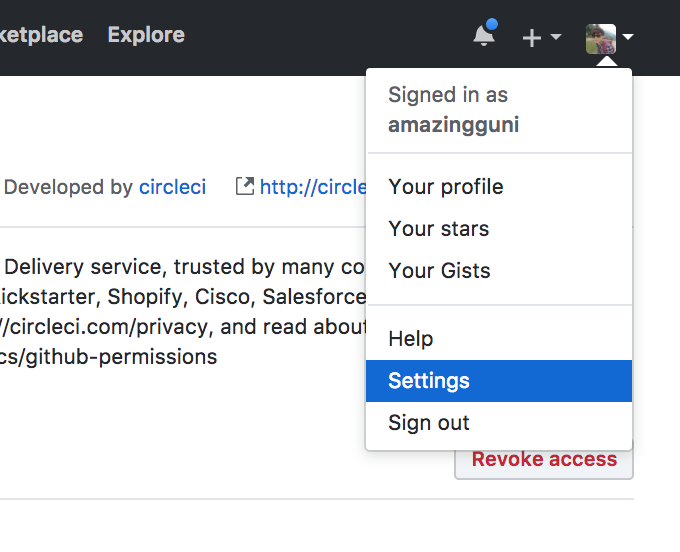 ketplace Explore
Signed in as
amazingguni
Developed by circleci http://circle
Your profile
Your stars
Your Gists
Delivery service, trusted by many co
ickstarter, Shopify, Cisco, Salesforce
//circleci.com/privacy, and read about
cs/github-permissions
Help
Settings
Sign out
Revoke access